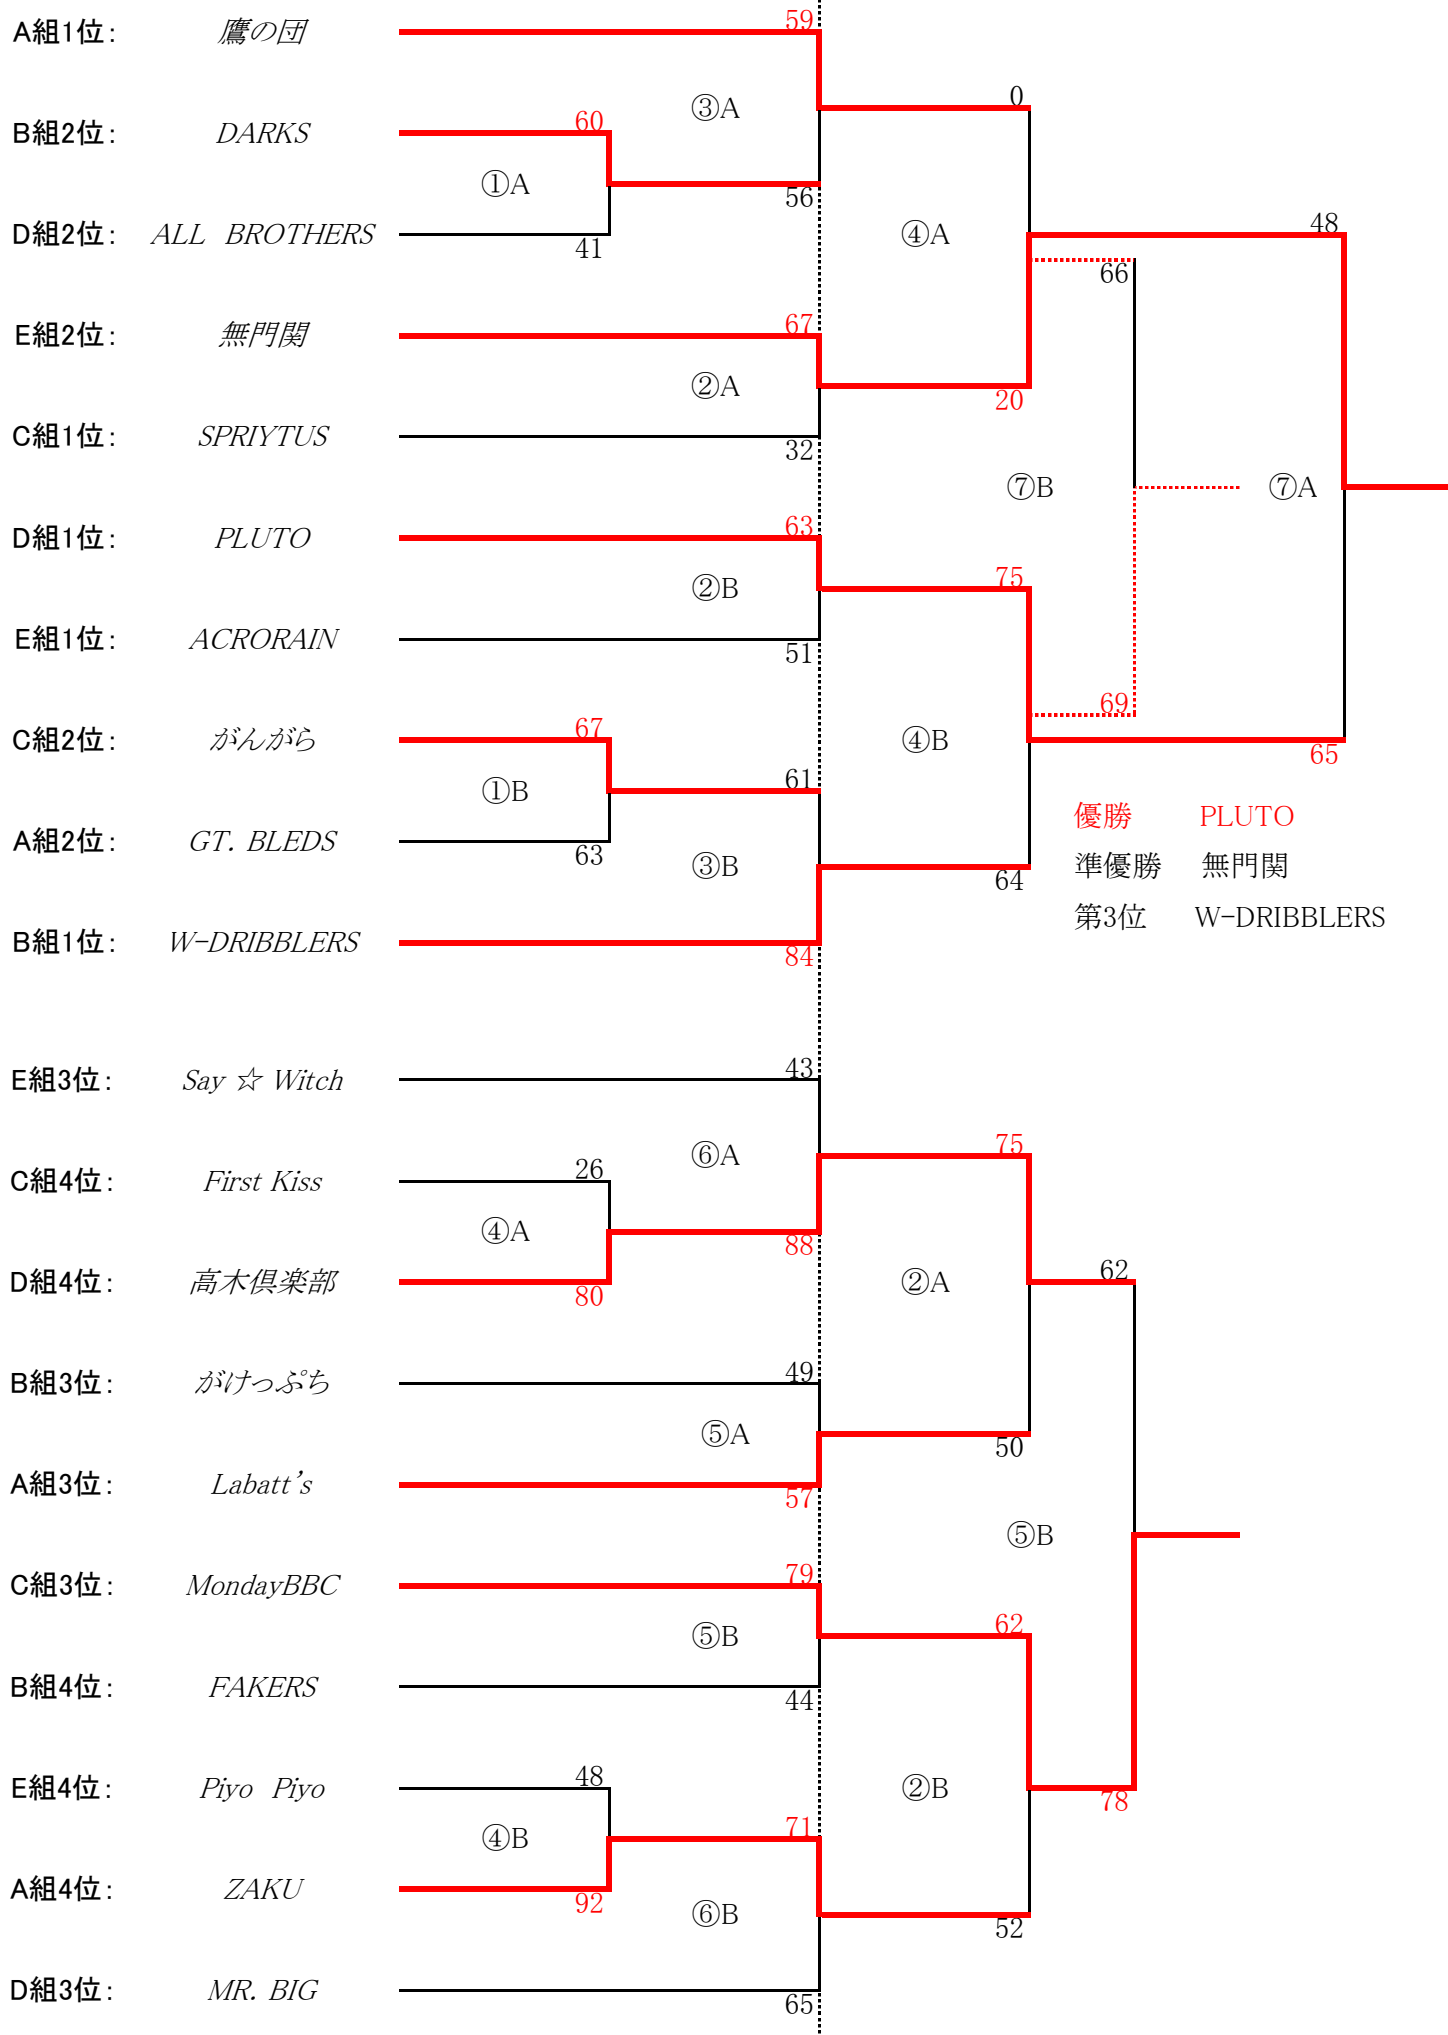 59
A組1位： 鷹の団
0
③A
60
B組2位： DARKS
①A
56
48
D組2位： ALL BROTHERS
④A
41
66
67
E組2位： 無門関
②A
20
C組1位： SPRIYTUS
32
⑦B ⑦A
63
D組1位： PLUTO
75
②B
E組1位： ACRORAIN
51
69
67
C組2位： がんがら
④B
65
61
①B
優勝 PLUTO
A組2位： GT. BLEDS
63
③B
準優勝 無門関
64
第3位 W-DRIBBLERS
B組1位： W-DRIBBLERS
84
43
E組3位： Say ☆ Witch
75
⑥A
26
C組4位： First Kiss
④A
88
62
D組4位： 高木倶楽部
②A
80
49
B組3位： がけっぷち
⑤A
50
A組3位： Labatt's
57
⑤B
79
C組3位： MondayBBC
62
⑤B
B組4位： FAKERS
44
48
E組4位： Piyo Piyo
②B
78
71
④B
A組4位： ZAKU
92
⑥B
52
D組3位： MR. BIG
65